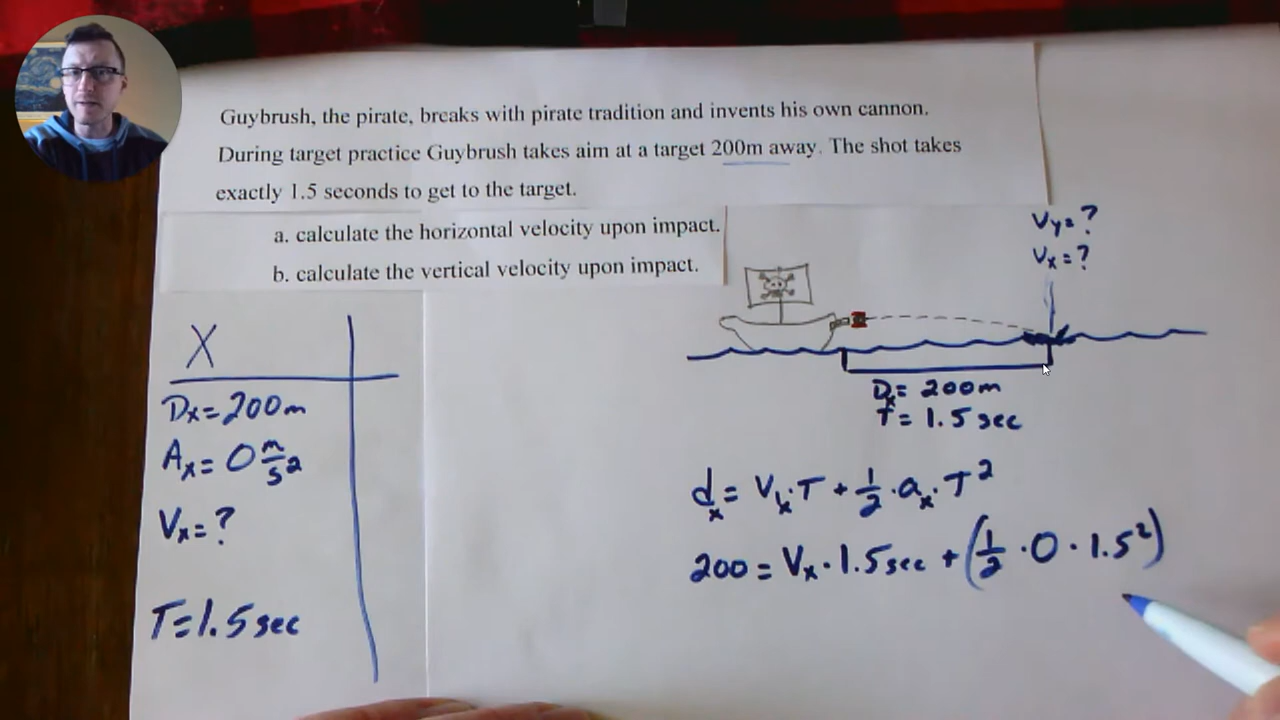 Guybrush, the pirate, breaks with pirate tradition and invents his own cannon.
During target practice Guybrush takes aim at a target 200m away. The shot takes
exactly 1.5 seconds to get to the target.
a. calculate the horizontal velocity upon impact.
b. calculate the vertical velocity upon impact.
Vy=?
Vx=?
Dx= 200m
T= 1.5 sec
X
Dx=200m
Ax= 0 m/s2
Vx=?
T=1.5 sec
dx= Vix·T + 1/2·ax·T²
200 = Vx·1.5sec + (1/2·0·1.5²)